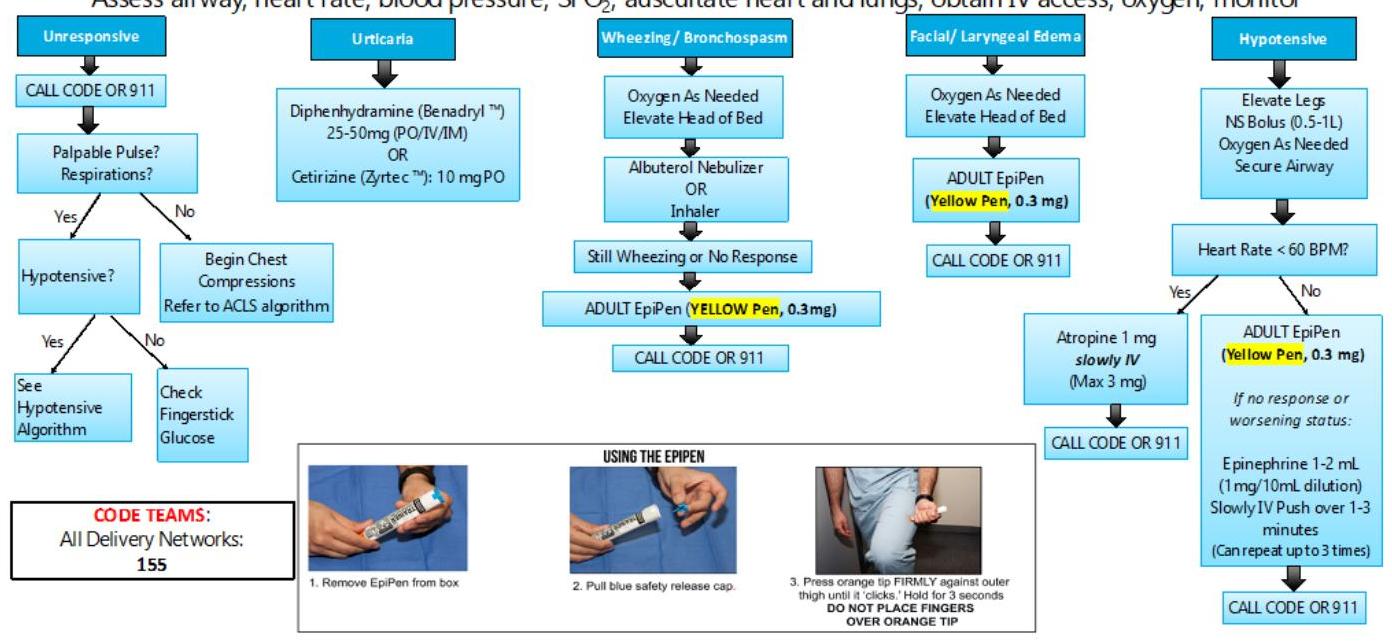 Assess airway, heart rate, blood pressure, SPO2, auscultate heart and lungs, obtain IV access, oxygen, monitor
Unresponsive
CALL CODE OR 911
Palpable Pulse?
Respirations?
Yes
No
Hypotensive?
Begin Chest
Compressions
Refer to ACLS algorithm
Yes
No
See
Hypotensive
Algorithm
Check
Fingerstick
Glucose
Urticaria
Diphenhydramine (Benadryl ™)
25-50mg (PO/IV/IM)
OR
Cetirizine (Zyrtec ™): 10 mg PO
Wheezing/ Bronchospasm
Oxygen As Needed
Elevate Head of Bed
Albuterol Nebulizer
OR
Inhaler
Still Wheezing or No Response
ADULT EpiPen (YELLOW Pen, 0.3mg)
CALL CODE OR 911
Facial/ Laryngeal Edema
Oxygen As Needed
Elevate Head of Bed
ADULT EpiPen
(Yellow Pen, 0.3 mg)
CALL CODE OR 911
Hypotensive
Elevate Legs
NS Bolus (0.5-1L)
Oxygen As Needed
Secure Airway
Heart Rate < 60 BPM?
Yes
No
Atropine 1 mg
slowly IV
(Max 3 mg)
CALL CODE OR 911
ADULT EpiPen
(Yellow Pen, 0.3 mg)
If no response or
worsening status:
Epinephrine 1-2 mL
(1mg/10mL dilution)
Slowly IV Push over 1-3
minutes
(Can repeat up to 3 times)
CALL CODE OR 911
CODE TEAMS:
All Delivery Networks:
155
USING THE EPIPEN
1. Remove EpiPen from box
2. Pull blue safety release cap.
3. Press orange tip FIRMLY against outer
thigh until it 'clicks.' Hold for 3 seconds
DO NOT PLACE FINGERS
OVER ORANGE TIP